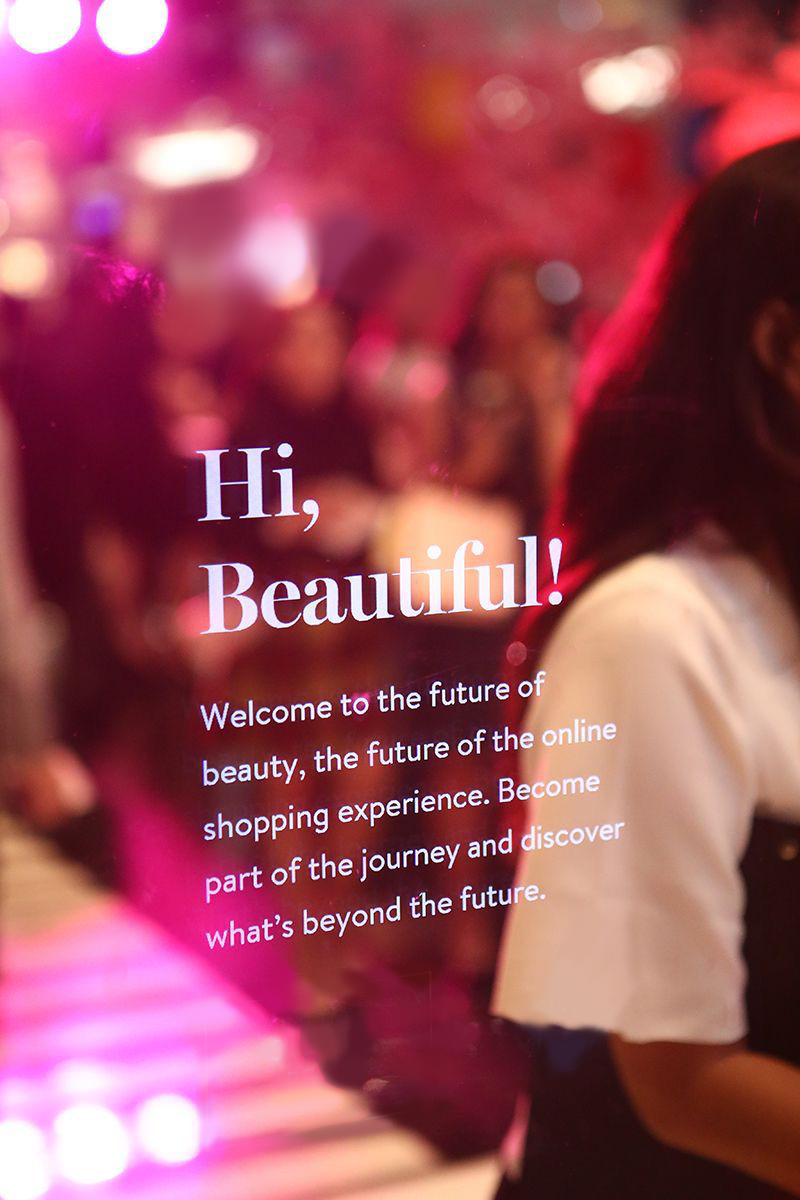 Hi,
Beautiful!
Welcome to the future of
beauty, the future of the online
shopping experience. Become
part of the journey and discover
what's beyond the future.